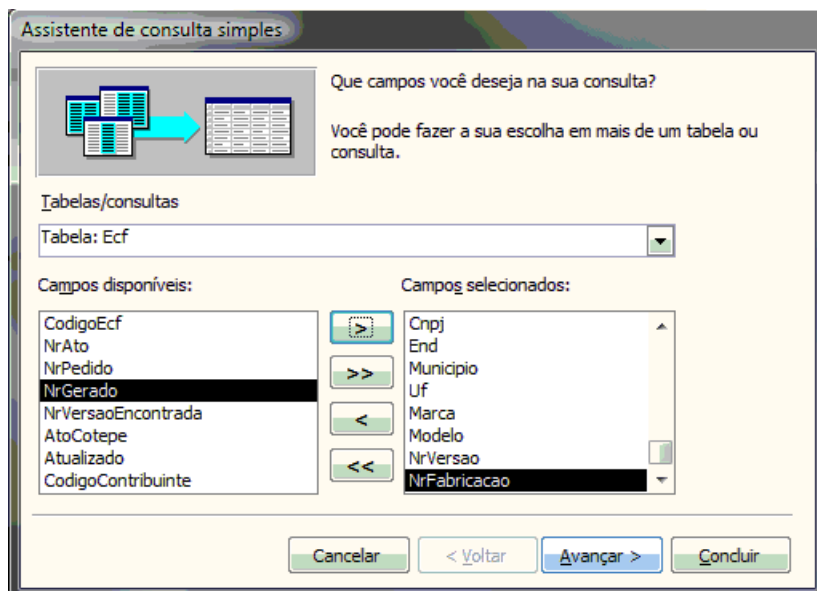 Assistente de consulta simples
Que campos você deseja na sua consulta?
Você pode fazer a sua escolha em mais de um tabela ou
consulta.
Tabelas/consultas
Tabela: Ecf
Campos disponíveis:
CodigoEcf
NrAto
NrPedido
NrGerado
NrVersaoEncontrada
AtoCotepe
Atualizado
CodigoContribuinte
>
>>
<
<<
Campos selecionados:
Cnpj
End
Municipio
Uf
Marca
Modelo
NrVersao
NrFabricacao
Cancelar
< Voltar
Avançar >
Concluir